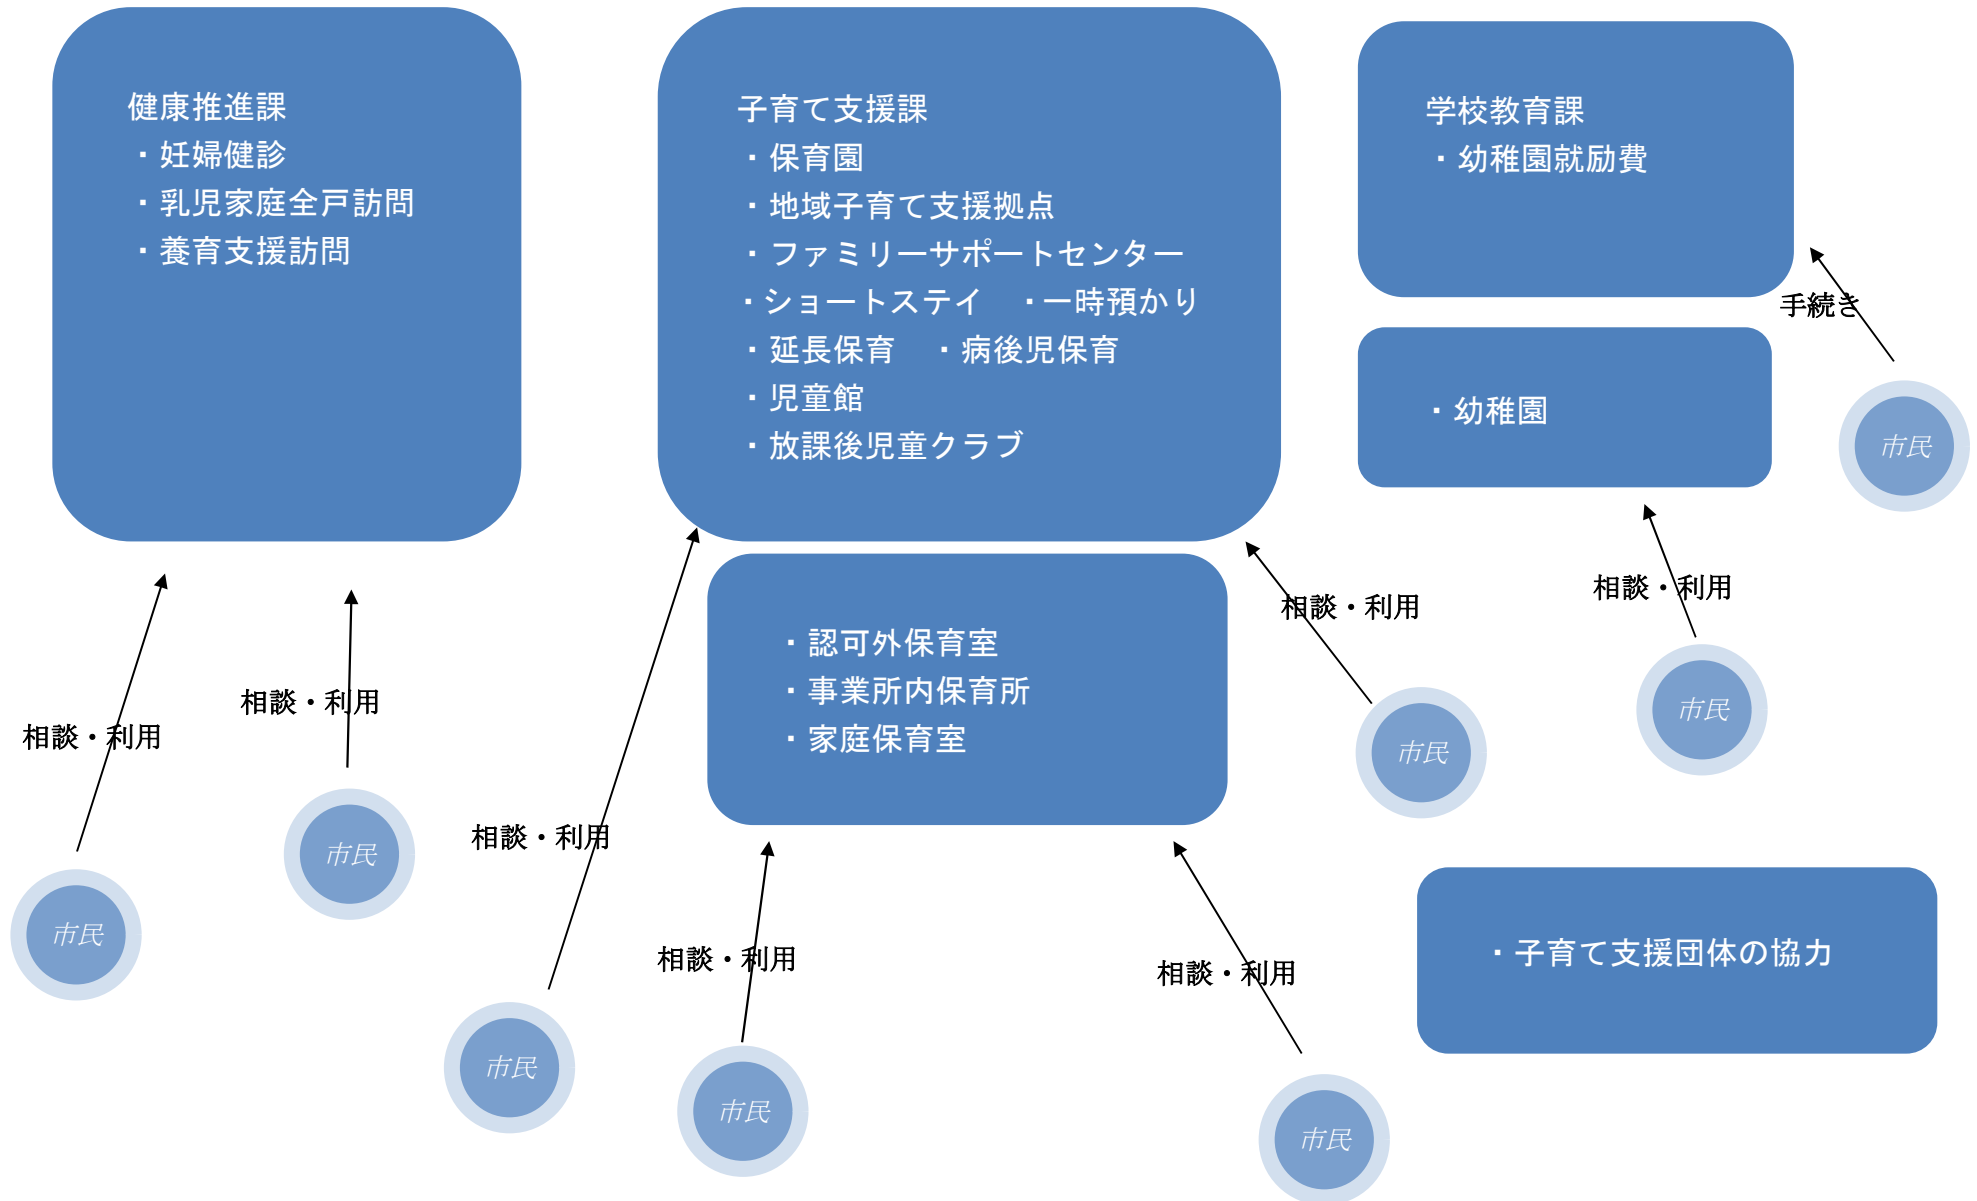 健康推進課
・妊婦健診
・乳児家庭全戸訪問
・養育支援訪問
子育て支援課
・保育園
・地域子育て支援拠点
・ファミリーサポートセンター
・ショートステイ　・一時預かり
・延長保育　・病後児保育
・児童館
・放課後児童クラブ
学校教育課
・幼稚園就励費
手続き
・幼稚園
市民
・認可外保育室
・事業所内保育所
・家庭保育室
相談・利用
相談・利用
相談・利用
相談・利用
相談・利用
市民
市民
市民
市民
相談・利用
相談・利用
・子育て支援団体の協力
市民
市民
市民
市民